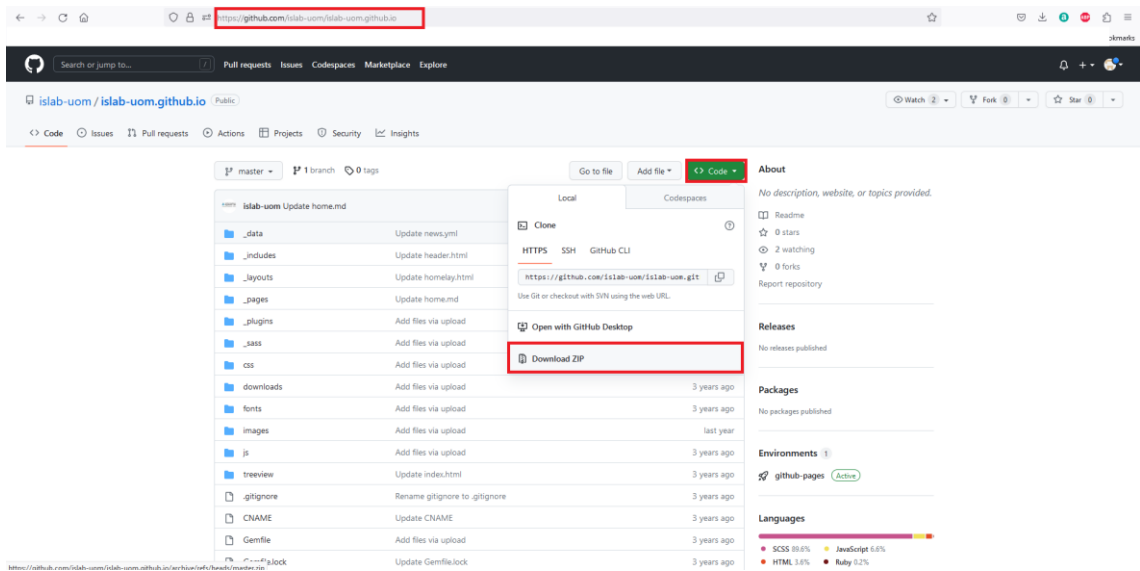 https://github.com/islab-uom/islab-uom.github.io
okmarks
Search or jump to... /
Pull requests Issues Codespaces Marketplace Explore
islab-uom / islab-uom.github.io Public
Watch 2 Fork 0 Star 0
<> Code Issues Pull requests Actions Projects Security Insights
master 1 branch 0 tags Go to file Add file <> Code
islab-uom Update home.md
_data Update news.yml
_includes Update header.html
_layouts Update homelay.html
_pages Update home.md
_plugins Add files via upload
_sass Add files via upload
css Add files via upload
downloads Add files via upload 3 years ago
fonts Add files via upload 3 years ago
images Add files via upload last year
js Add files via upload 3 years ago
treeview Update index.html 3 years ago
.gitignore Rename gitignore to .gitignore 3 years ago
CNAME Update CNAME 3 years ago
Gemfile Add files via upload 3 years ago
Gemfile.lock Update Gemfile.lock 3 years ago
Local Codespaces
Clone
HTTPS SSH GitHub CLI
https://github.com/islab-uom/islab-uom.git
Use Git or checkout with SVN using the web URL.
Open with GitHub Desktop
Download ZIP
About
No description, website, or topics provided.
Readme
0 stars
2 watching
0 forks
Report repository
Releases
No releases published
Packages
No packages published
Environments 1
github-pages Active
Languages
SCSS 89.6% JavaScript 6.6%
HTML 3.6% Ruby 0.2%
https://github.com/islab-uom/islab-uom.github.io/archive/refs/heads/master.zip